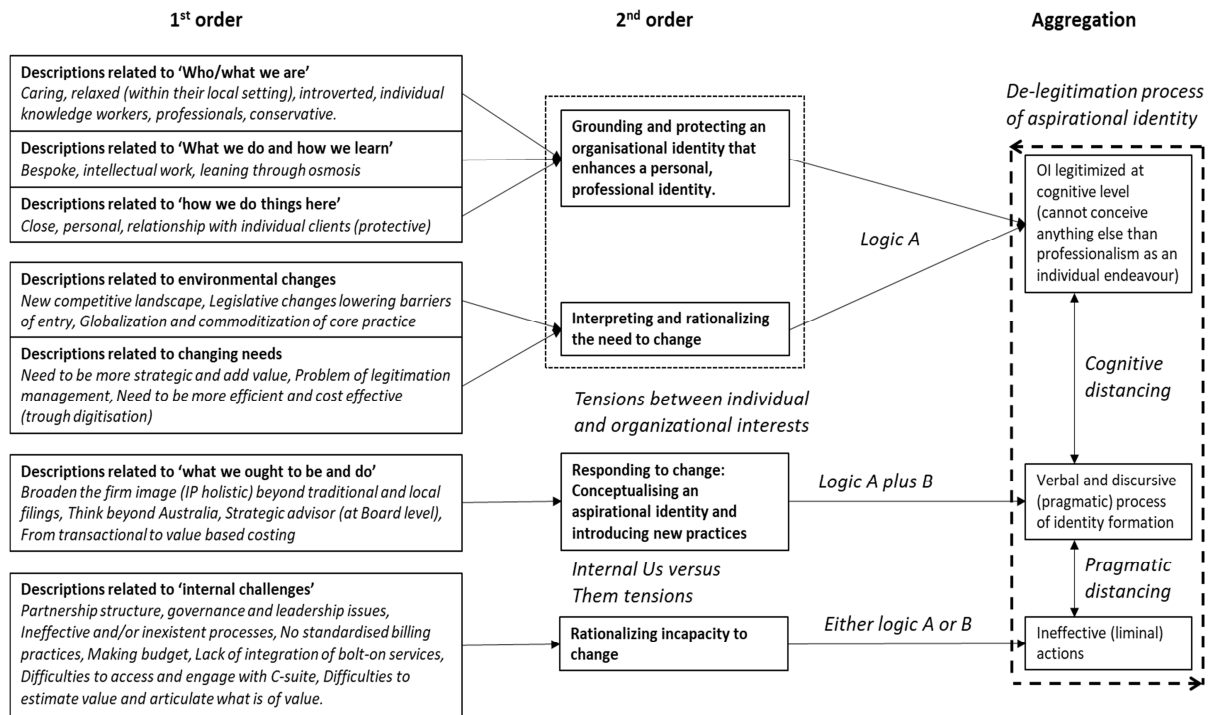 1st order
2nd order
Aggregation
Descriptions related to ‘Who/what we are’
Caring, relaxed (within their local setting), introverted, individual
knowledge workers, professionals, conservative.
Descriptions related to ‘What we do and how we learn’
Bespoke, intellectual work, leaning through osmosis
Descriptions related to ‘how we do things here’
Close, personal, relationship with individual clients (protective)
Descriptions related to environmental changes
New competitive landscape, Legislative changes lowering barriers
of entry, Globalization and commoditization of core practice
Descriptions related to changing needs
Need to be more strategic and add value, Problem of legitimation
management, Need to be more efficient and cost effective
(trough digitisation)
Descriptions related to ‘what we ought to be and do’
Broaden the firm image (IP holistic) beyond traditional and local
filings, Think beyond Australia, Strategic advisor (at Board level),
From transactional to value based costing
Descriptions related to ‘internal challenges’
Partnership structure, governance and leadership issues,
Ineffective and/or inexistent processes, No standardised billing
practices, Making budget, Lack of integration of bolt-on services,
Difficulties to access and engage with C-suite, Difficulties to
estimate value and articulate what is of value.
Grounding and protecting an
organisational identity that
enhances a personal,
professional identity.
Interpreting and rationalizing
the need to change
Tensions between individual
and organizational interests
Responding to change:
Conceptualising an
aspirational identity and
introducing new practices
Internal Us versus
Them tensions
Rationalizing incapacity to
change
Logic A
Logic A plus B
Either logic A or B
De-legitimation process
of aspirational identity
OI legitimized at
cognitive level
(cannot conceive
anything else than
professionalism as an
individual endeavour)
Cognitive
distancing
Verbal and discursive
(pragmatic) process
of identity formation
Pragmatic
distancing
Ineffective (liminal)
actions